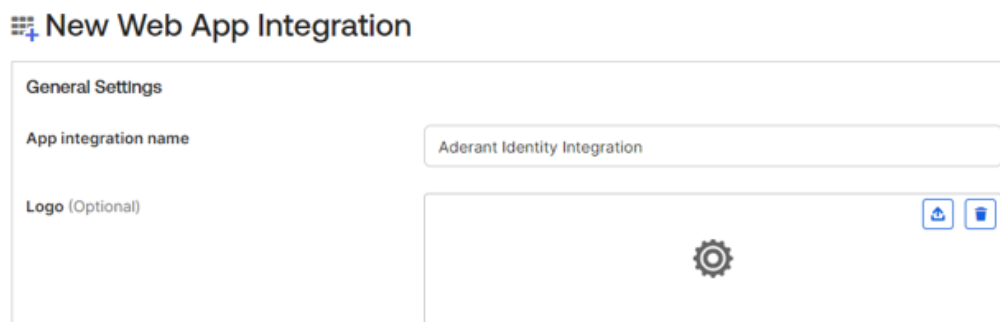 New Web App Integration
General Settings
App integration name
Aderant Identity Integration
Logo (Optional)